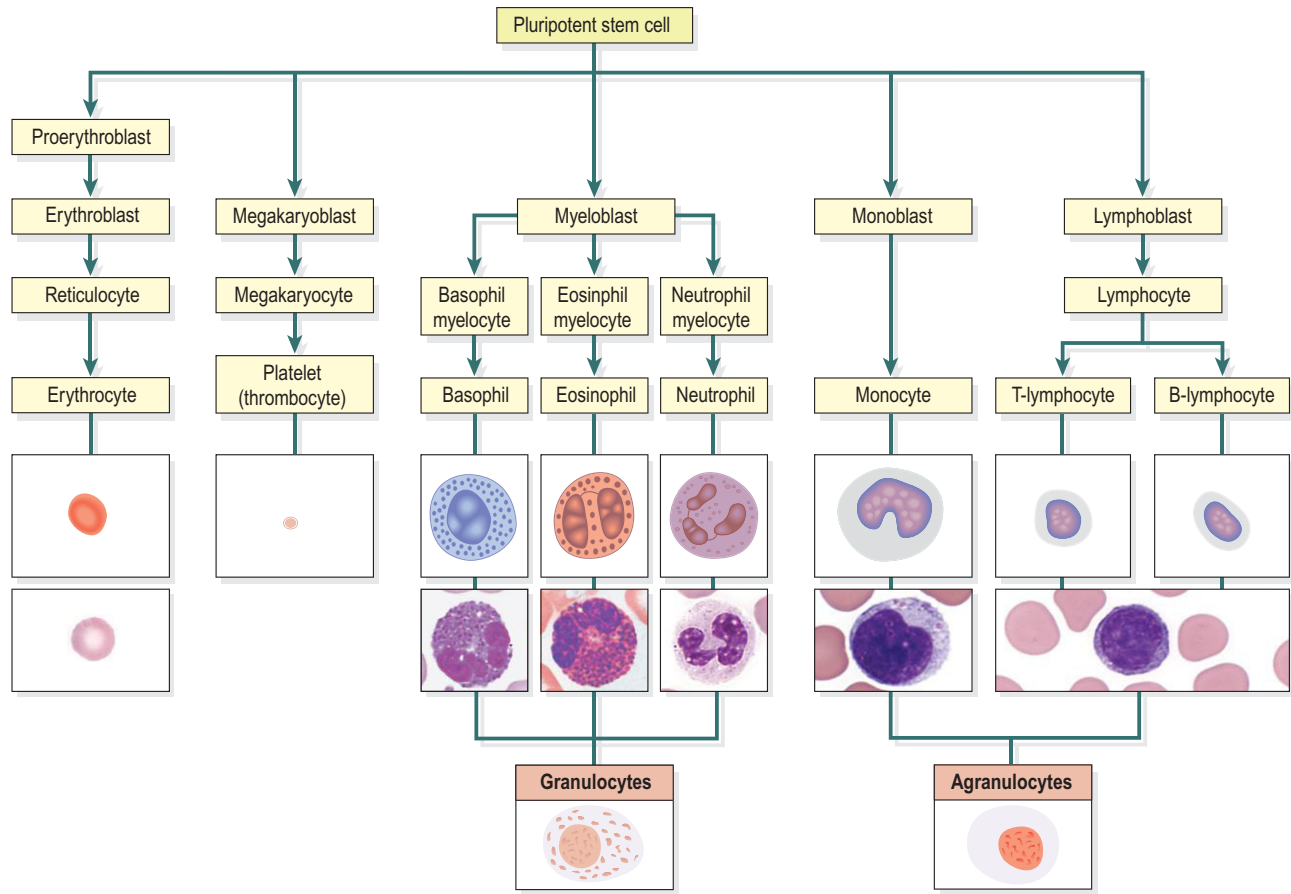 Pluripotent stem cell
Proerythroblast
Erythroblast
Megakaryoblast
Myeloblast
Monoblast
Lymphoblast
Reticulocyte
Megakaryocyte
Basophil
myelocyte
Eosinphil
myelocyte
Neutrophil
myelocyte
Lymphocyte
Erythrocyte
Platelet
(thrombocyte)
Basophil
Eosinophil
Neutrophil
Monocyte
T-lymphocyte
B-lymphocyte
Granulocytes
Agranulocytes